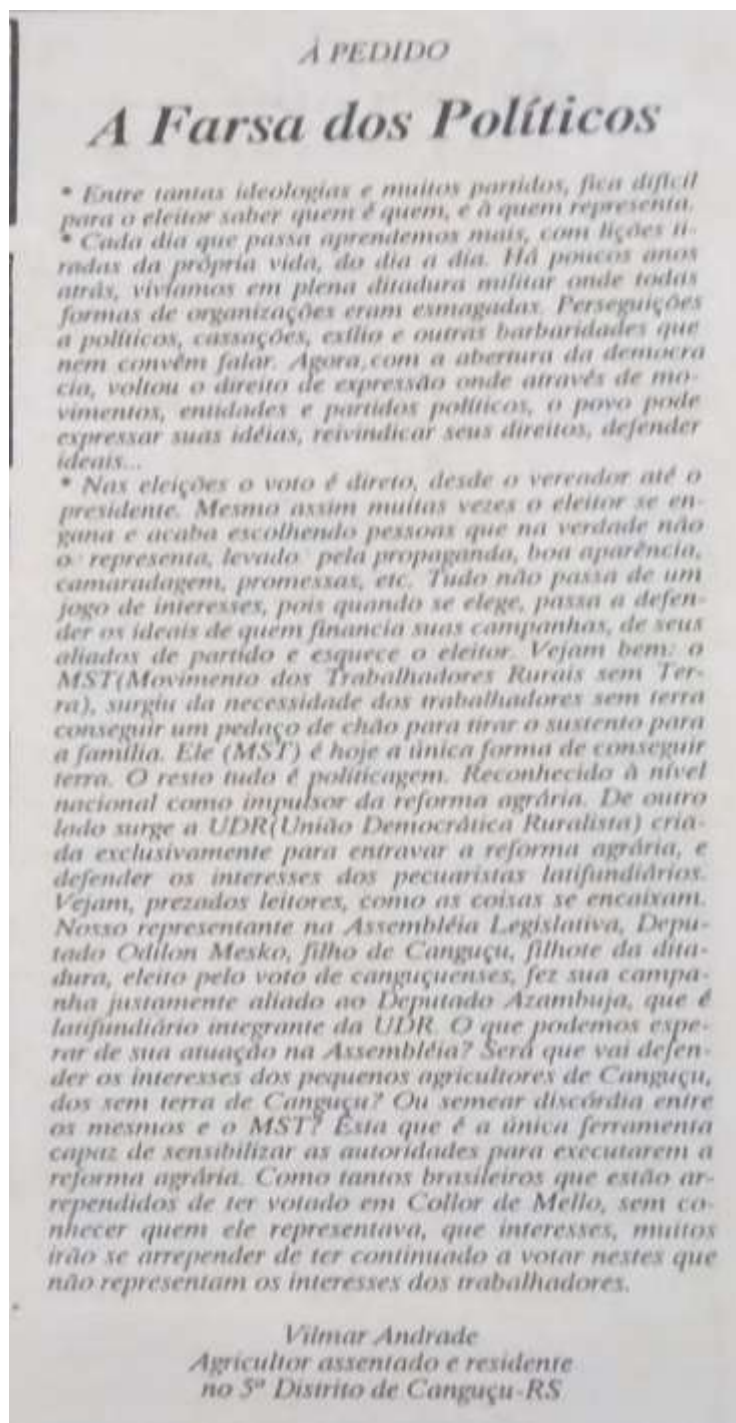 À PEDIDO
A Farsa dos Políticos
* Entre tantas ideologias e muitos partidos, fica difícil
para o eleitor saber quem é quem, e à quem representa.
* Cada dia que passa aprendemos mais, com lições ti-
radas da própria vida, do dia a dia. Há poucos anos
atrás, vivíamos em plena ditadura militar onde todas
formas de organizações eram esmagadas. Perseguições
a políticos, cassações, exílio e outras barbaridades que
nem convêm falar. Agora,com a abertura da democra
cia, voltou o direito de expressão onde através de mo-
vimentos, entidades e partidos políticos, o povo pode
expressar suas idéias, reivindicar seus direitos, defender
ideais...
* Nas eleições o voto é direto, desde o vereador até o
presidente. Mesmo assim muitas vezes o eleitor se en-
gana e acaba escolhendo pessoas que na verdade não
o representa, levado pela propaganda, boa aparência,
camaradagem, promessas, etc. Tudo não passa de um
jogo de interesses, pois quando se elege, passa a defen-
der os ideais de quem financia suas campanhas, de seus
aliados de partido e esquece o eleitor. Vejam bem: o
MST(Movimento dos Trabalhadores Rurais sem Ter-
ra), surgiu da necessidade dos trabalhadores sem terra
conseguir um pedaço de chão para tirar o sustento para
a família. Ele (MST) é hoje a única forma de conseguir
terra. O resto tudo é politicagem. Reconhecido à nível
nacional como impulsor da reforma agrária. De outro
lado surge a UDR(União Democrática Ruralista) cria-
da exclusivamente para entravar a reforma agrária, e
defender os interesses dos pecuaristas latifundiários.
Vejam, prezados leitores, como as coisas se encaixam.
Nosso representante na Assembléia Legislativa, Depu-
tado Odilon Mesko, filho de Canguçu, filhote da dita-
dura, eleito pelo voto de canguçuenses, fez sua campa-
nha justamente aliado ao Deputado Azambuja, que é
latifundiário integrante da UDR. O que podemos espe-
rar de sua atuação na Assembléia? Será que vai defen-
der os interesses dos pequenos agricultores de Canguçu,
dos sem terra de Canguçu? Ou semear discórdia entre
os mesmos e o MST? Esta que é a única ferramenta
capaz de sensibilizar as autoridades para executarem a
reforma agrária. Como tantos brasileiros que estão ar-
rependidos de ter votado em Collor de Mello, sem co-
nhecer quem ele representava, que interesses, muitos
irão se arrepender de ter continuado a votar nestes que
não representam os interesses dos trabalhadores.
Vilmar Andrade
Agricultor assentado e residente
no 5º Distrito de Canguçu-RS